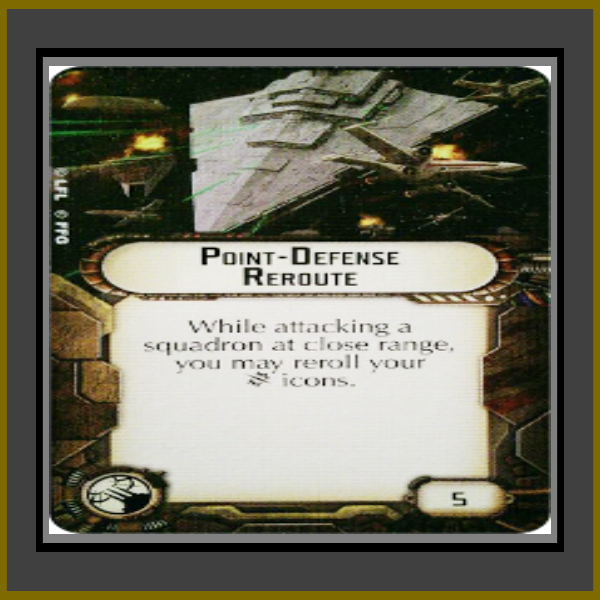 © LFL © FFG
Point-Defense
Reroute
While attacking a
squadron at close range,
you may reroll your
icons.
5